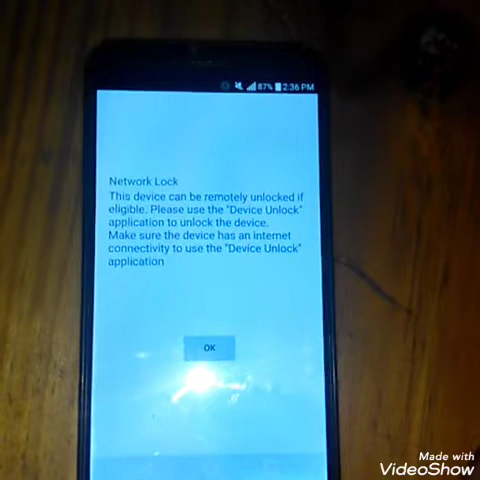 87% 2:36 PM
Network Lock
This device can be remotely unlocked if
eligible. Please use the "Device Unlock"
application to unlock the device.
Make sure the device has an internet
connectivity to use the "Device Unlock"
application
OK
Made with
VideoShow